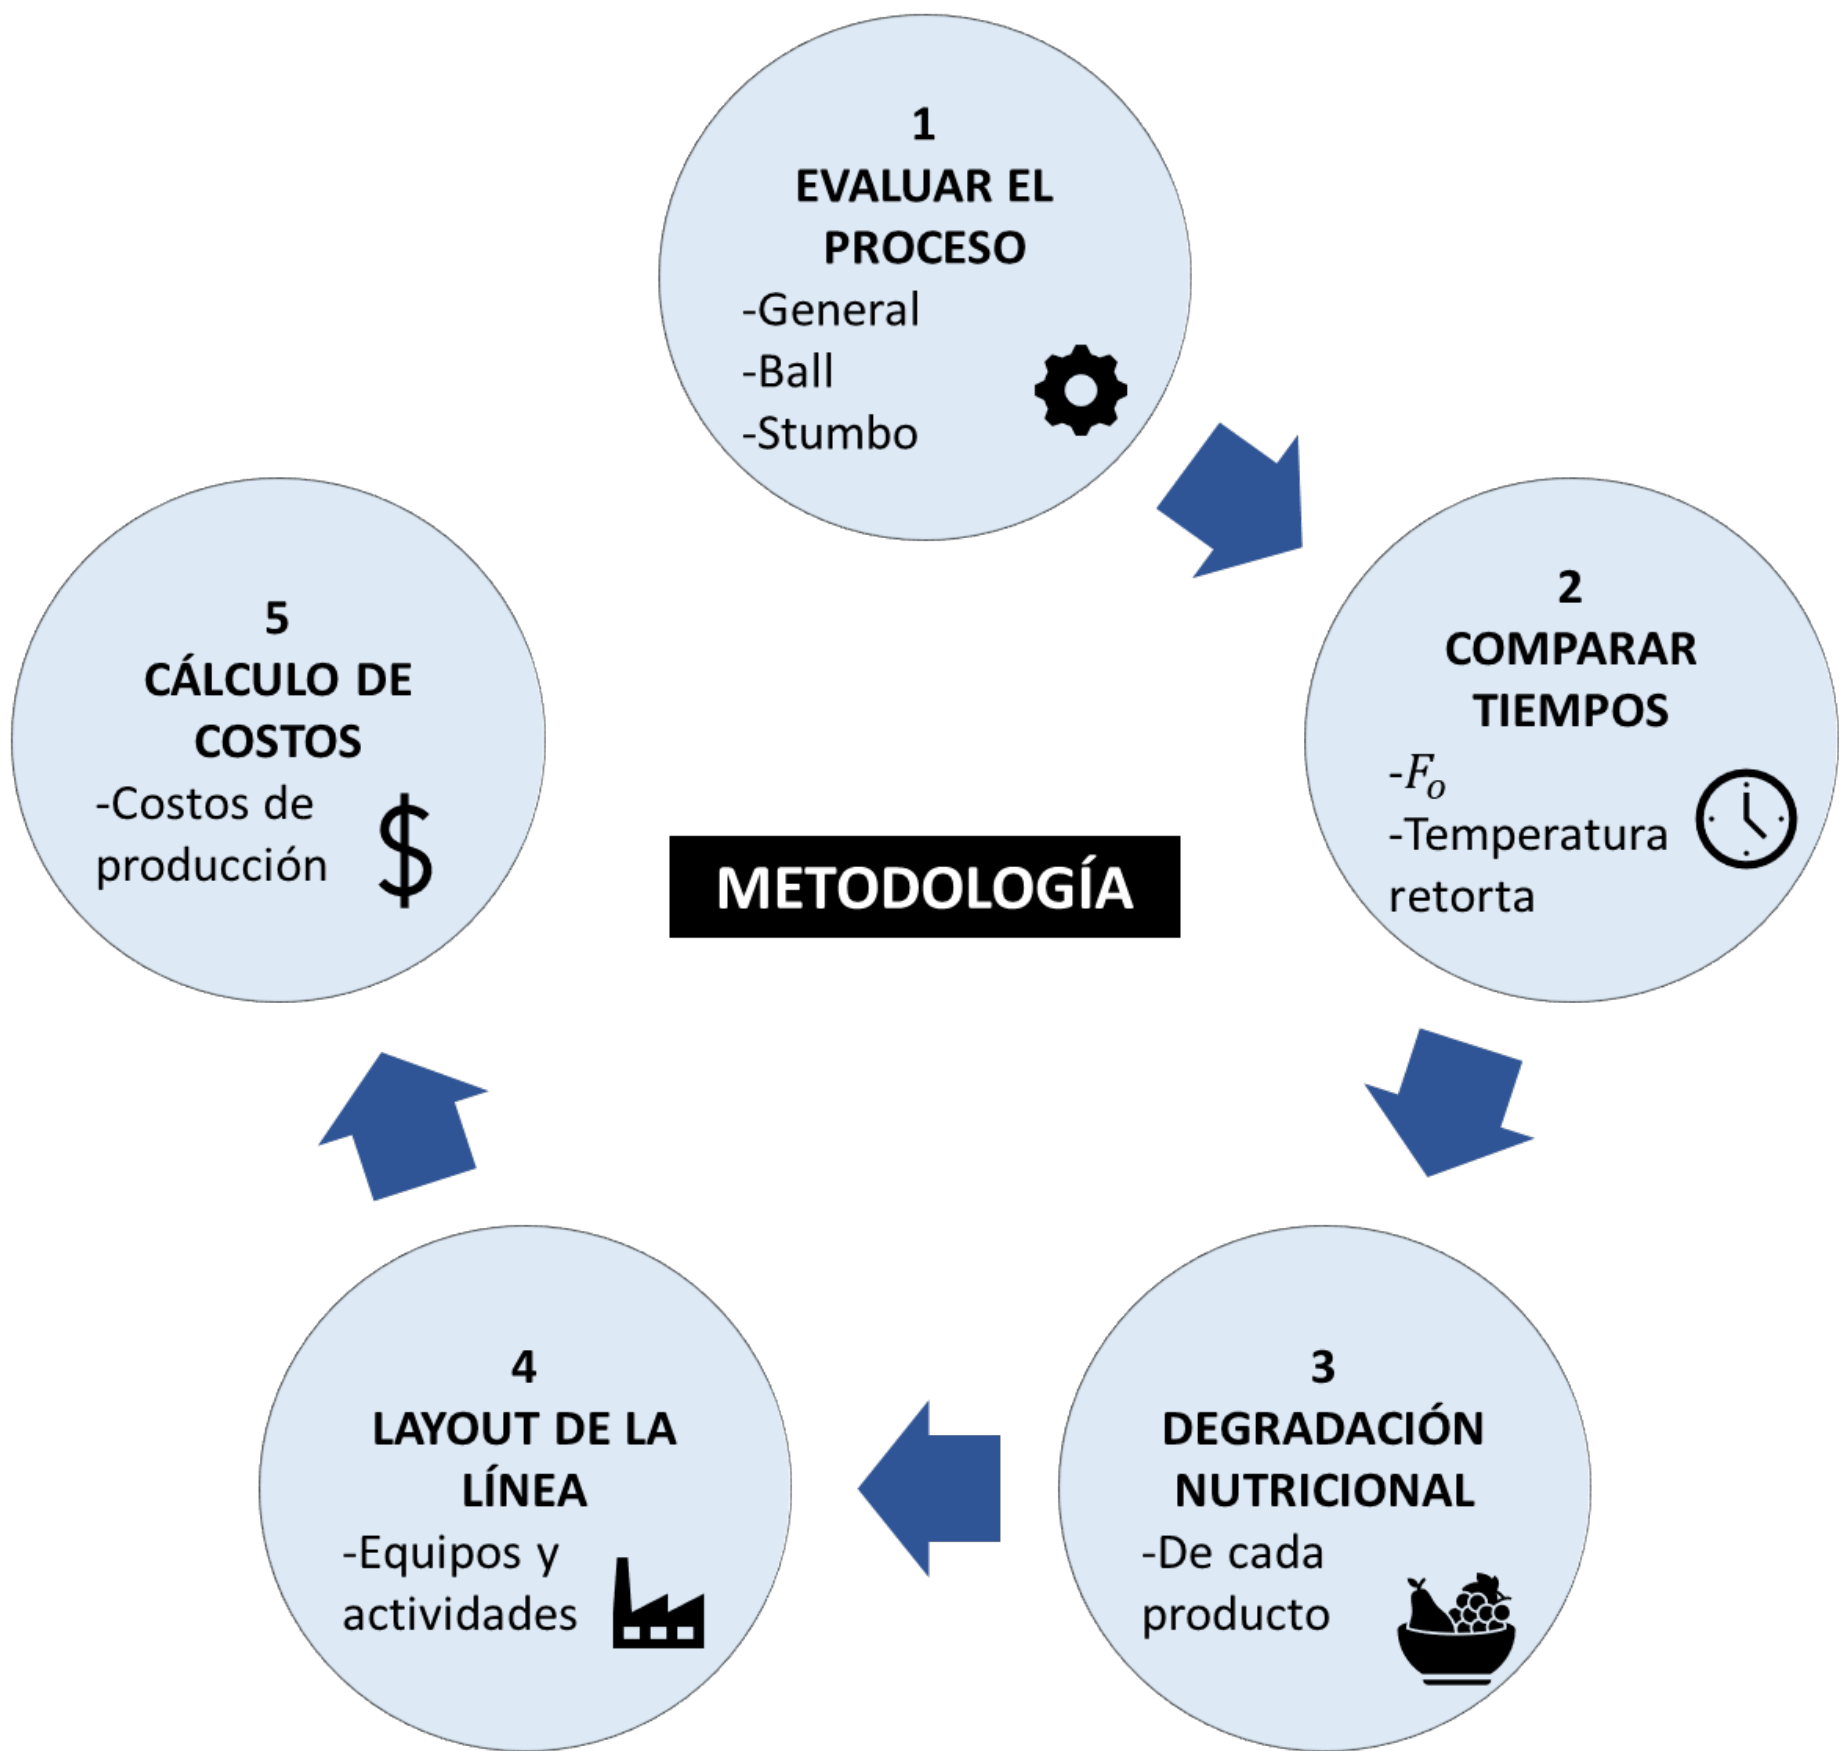 1
EVALUAR EL
PROCESO
-General
-Ball
-Stumbo
2
COMPARAR
TIEMPOS
-Fₒ
-Temperatura
retorta
3
DEGRADACIÓN
NUTRICIONAL
-De cada
producto
4
LAYOUT DE LA
LÍNEA
-Equipos y
actividades
5
CÁLCULO DE
COSTOS
-Costos de
producción
$
METODOLOGÍA